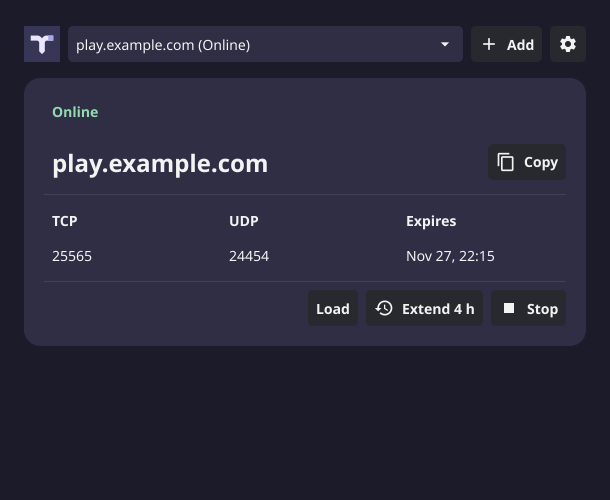 play.example.com (Online)
Add
Online
play.example.com
Copy
TCP UDP Expires
25565 24454 Nov 27, 22:15
Load Extend 4 h Stop